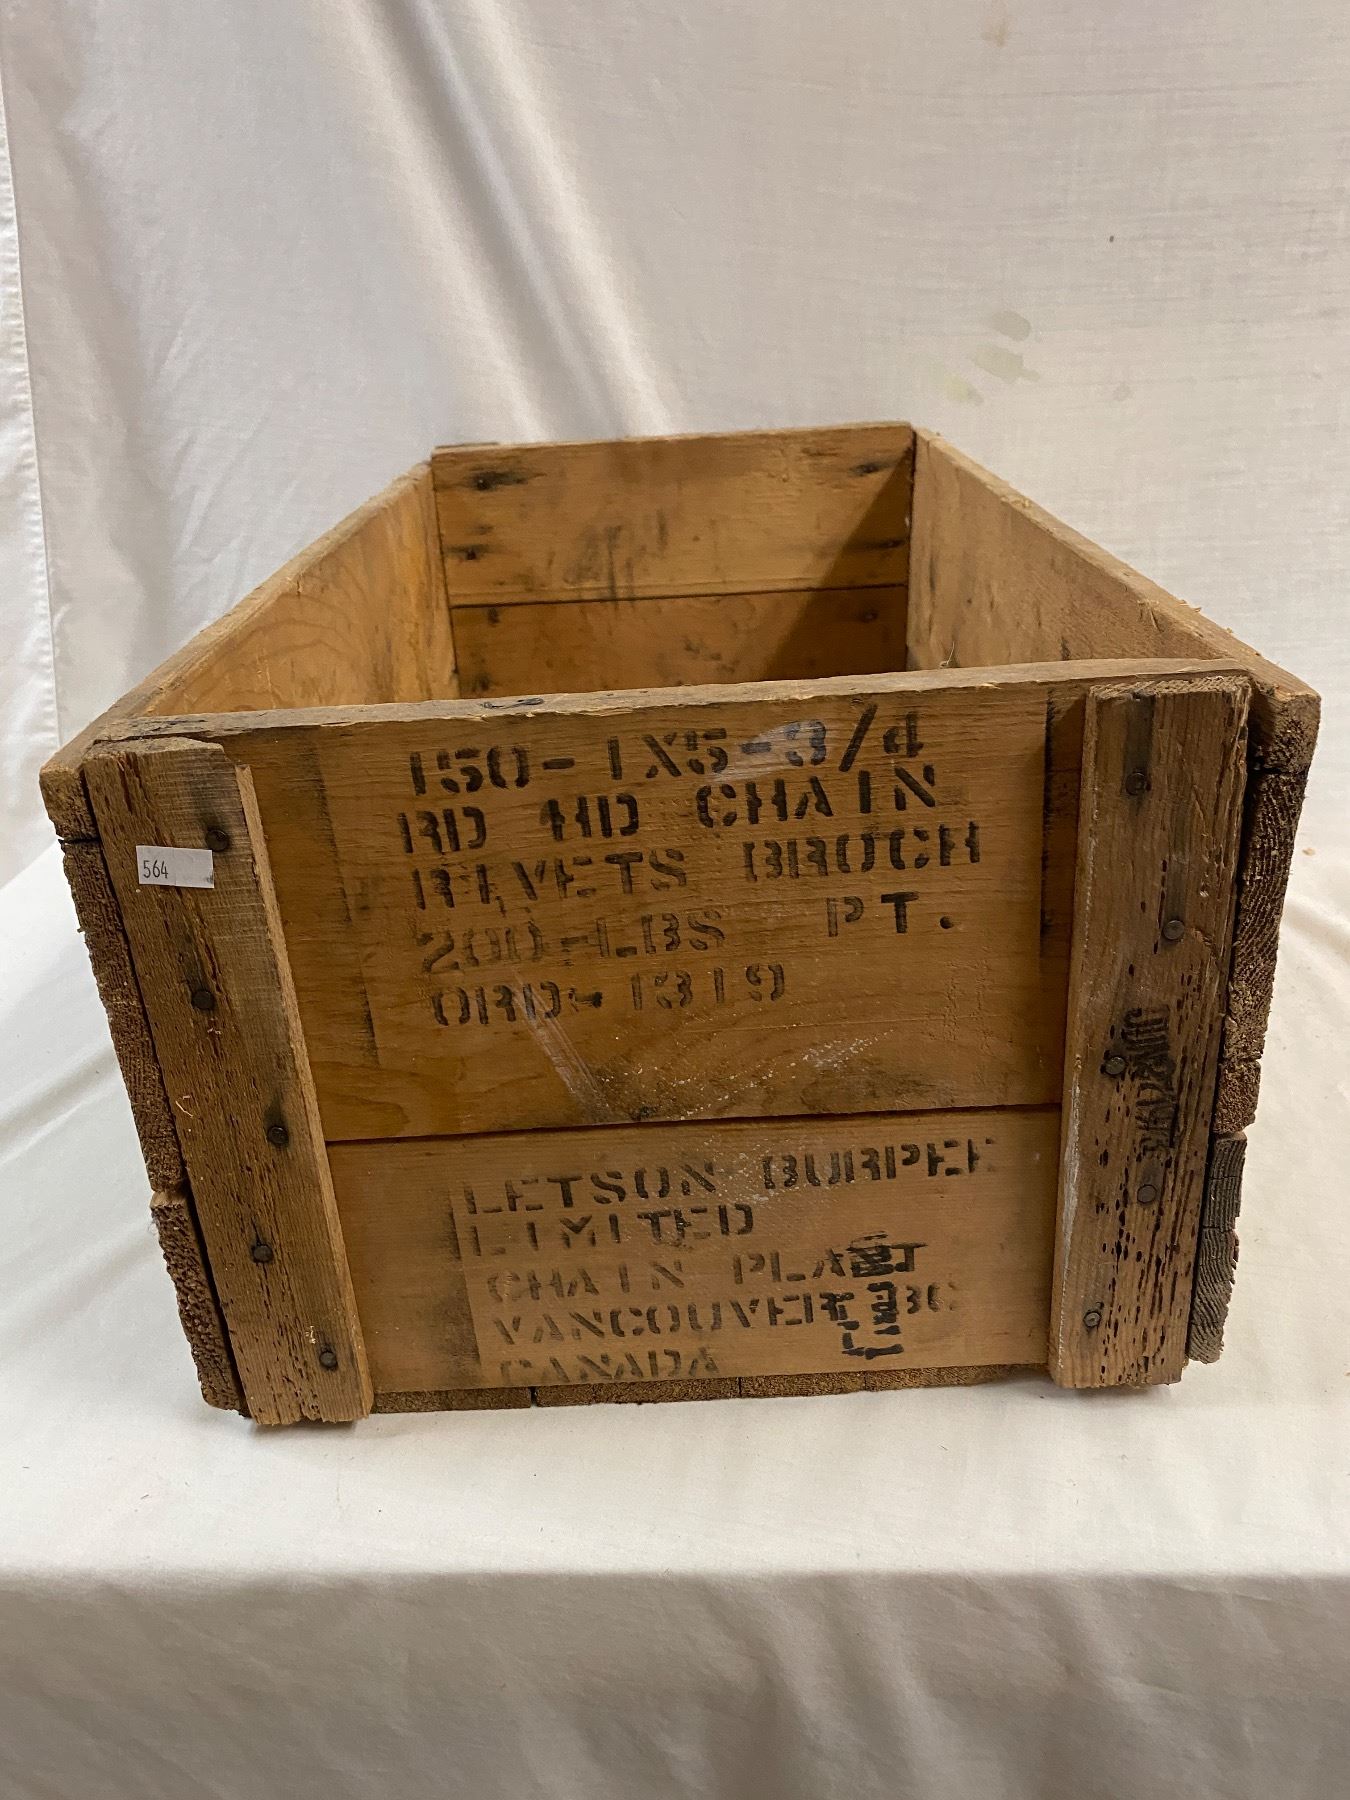 564
150-1X5-3/4
RD HD CHAIN
RIVETS BROCH
200-LBS PT.
ORD-1319
LETSON BURPEE
LIMITED
CHAIN PLANT
VANCOUVER BC
CANADA